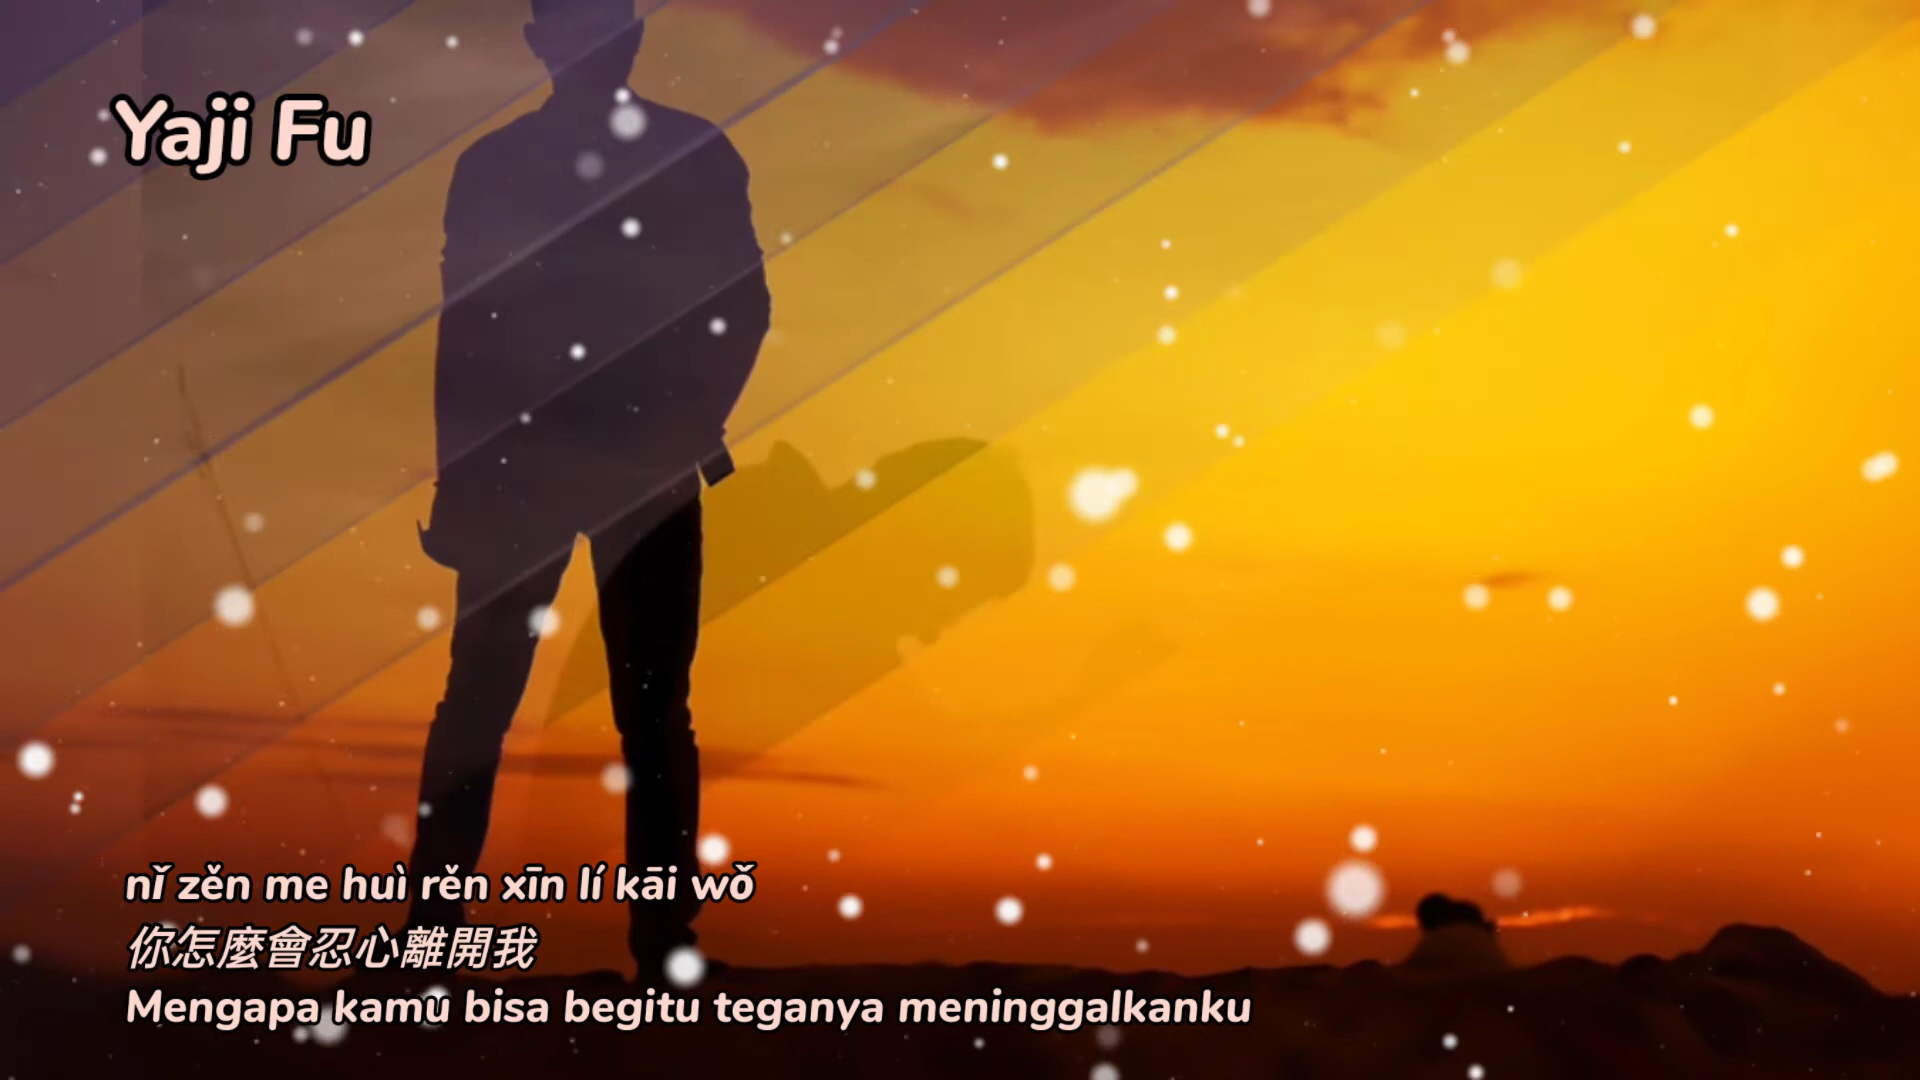 Yaji Fu
nǐ zěn me huì rěn xīn lí kāi wǒ
你怎麼會忍心離開我
Mengapa kamu bisa begitu teganya meninggalkanku